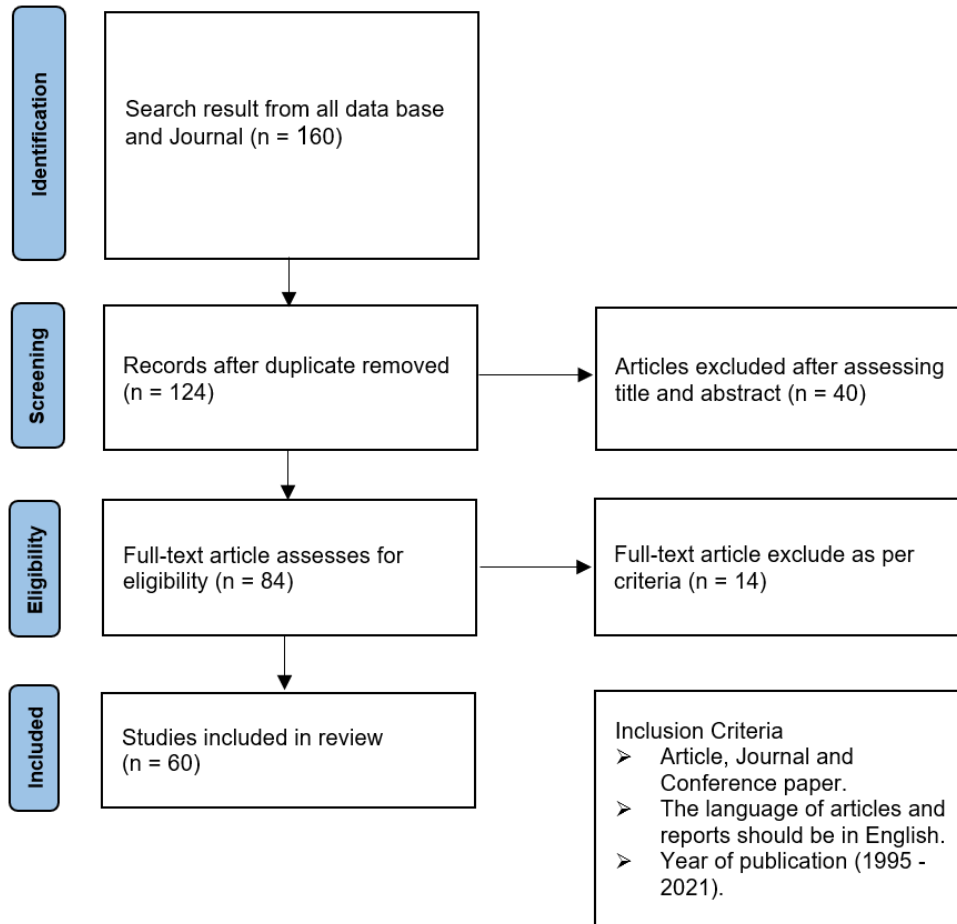 Identification
Search result from all data base
and Journal (n = 160)
Screening
Records after duplicate removed
(n = 124)
Articles excluded after assessing
title and abstract (n = 40)
Eligibility
Full-text article assesses for
eligibility (n = 84)
Full-text article exclude as per
criteria (n = 14)
Included
Studies included in review
(n = 60)
Inclusion Criteria
➢ Article, Journal and
Conference paper.
➢ The language of articles and
reports should be in English.
➢ Year of publication (1995 -
2021).